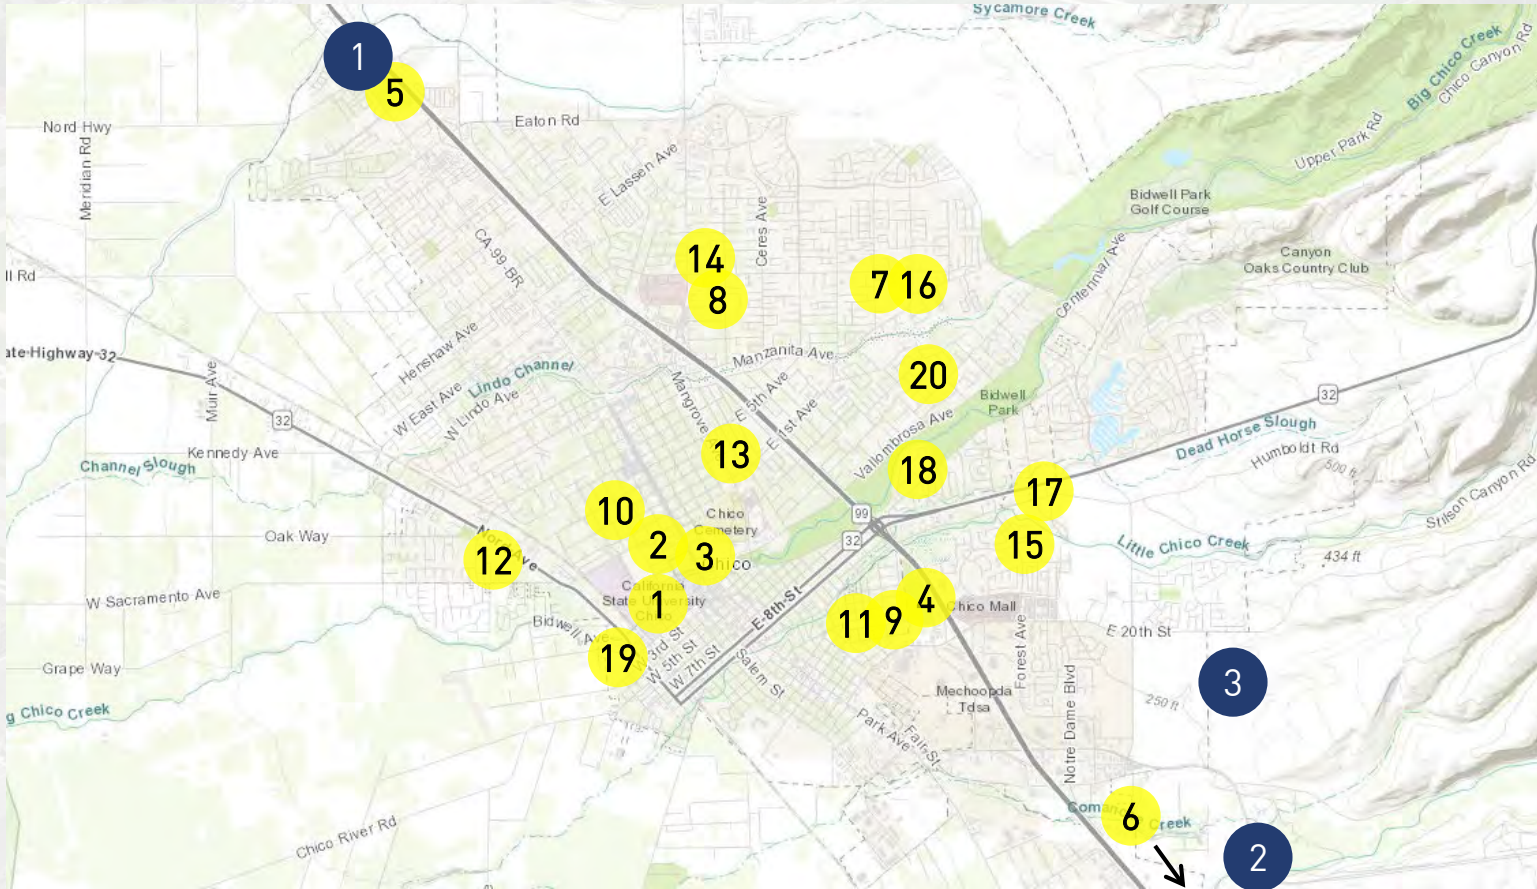 Sycamore Creek
Big Chico Creek
Chico Canyon Rd
1
5
Nord Hwy
Eaton Rd
Upper Park Rd
Meridian Rd
E Lassen Ave
Bidwell Park
Golf Course
Ceres Ave
CA-99-BR
14
8
7
16
Centennial Ave
Canyon
Oaks Country Club
ll Rd
ate-Highway-32
Henshaw Ave
Manzanita Ave
Lindo Channel
20
Muir Ave
W East Ave
W Lindo Ave
Mangrove
E 5th Ave
E 1st Ave
Bidwell
Park
32
32
Vallombrosa Ave
Dead Horse Slough
Humboldt Rd
500 ft
Kennedy Ave
Channel Slough
13
18
17
Stilson Canyon Rd
10
Chico
Cemetery
99
32
Oak Way
Nord Ave
12
2
3
hico
15
Little Chico Creek
434 ft
California
State University
Chico
1
W Sacramento Ave
E-8th-St
4
Chico Mall
11
9
Bidwell Ave
19
W 3rd St
W 5th St
W 7th St
Salem St
E 20th St
Forest Ave
Grape Way
3
g Chico Creek
Mechoopda
Tdsa
250 ft
Notre Dame Blvd
Park Ave
Fair St
Coman
6
Creek
Chico River Rd
2